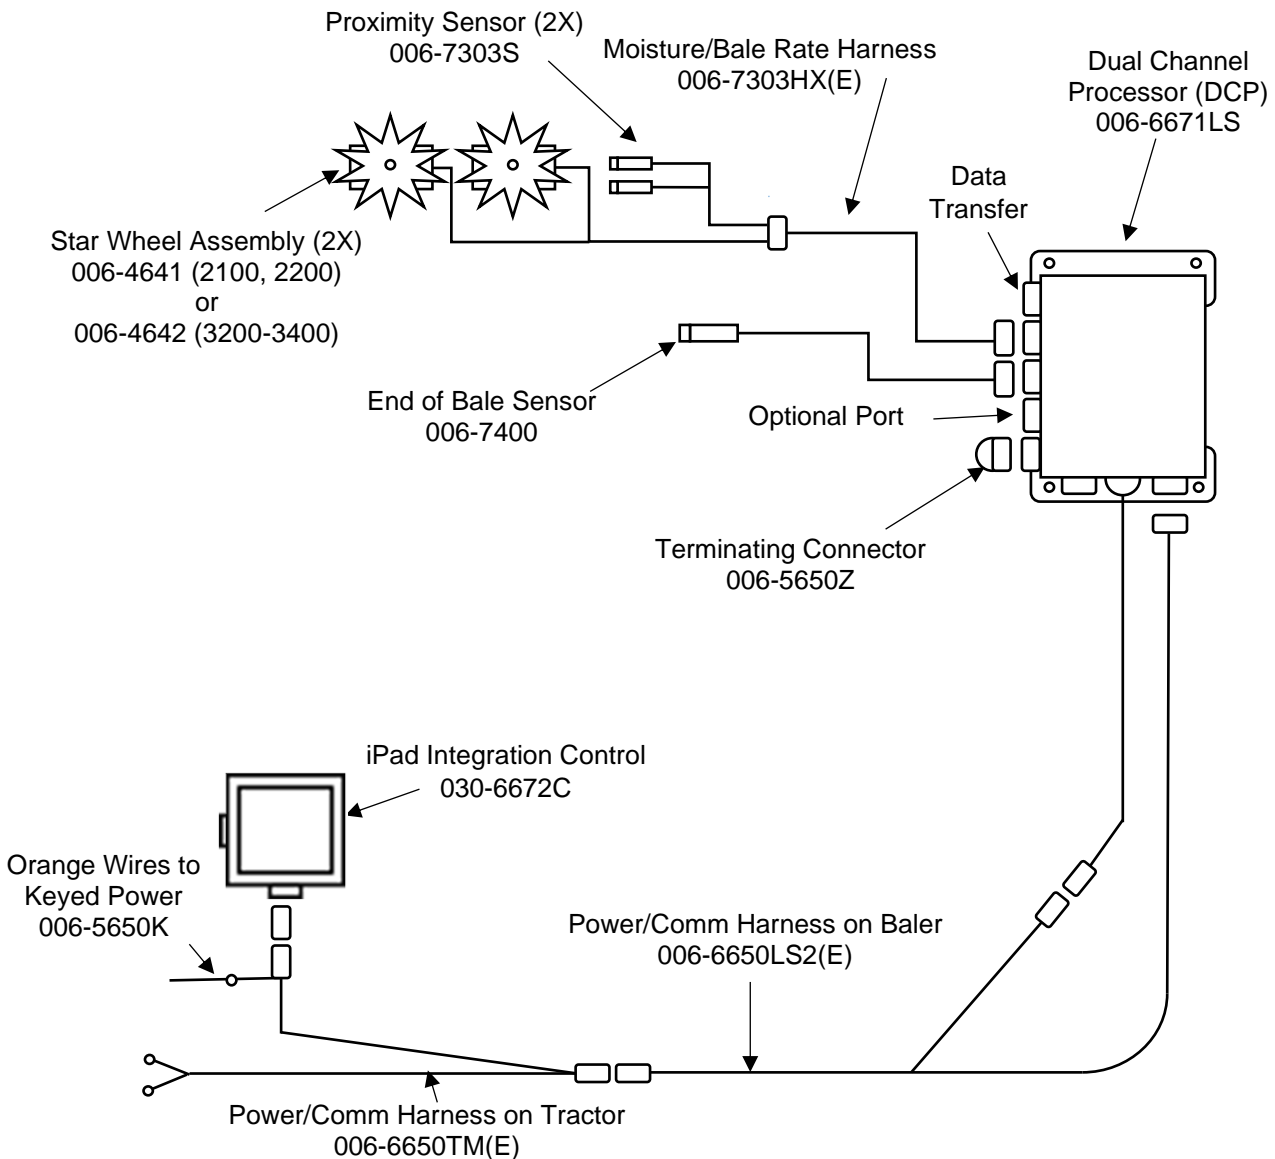 Proximity Sensor (2X)
006-7303S
Moisture/Bale Rate Harness
006-7303HX(E)
Dual Channel
Processor (DCP)
006-6671LS
Data
Transfer
Star Wheel Assembly (2X)
006-4641 (2100, 2200)
or
006-4642 (3200-3400)
End of Bale Sensor
006-7400
Optional Port
Terminating Connector
006-5650Z
iPad Integration Control
030-6672C
Orange Wires to
Keyed Power
006-5650K
Power/Comm Harness on Baler
006-6650LS2(E)
Power/Comm Harness on Tractor
006-6650TM(E)